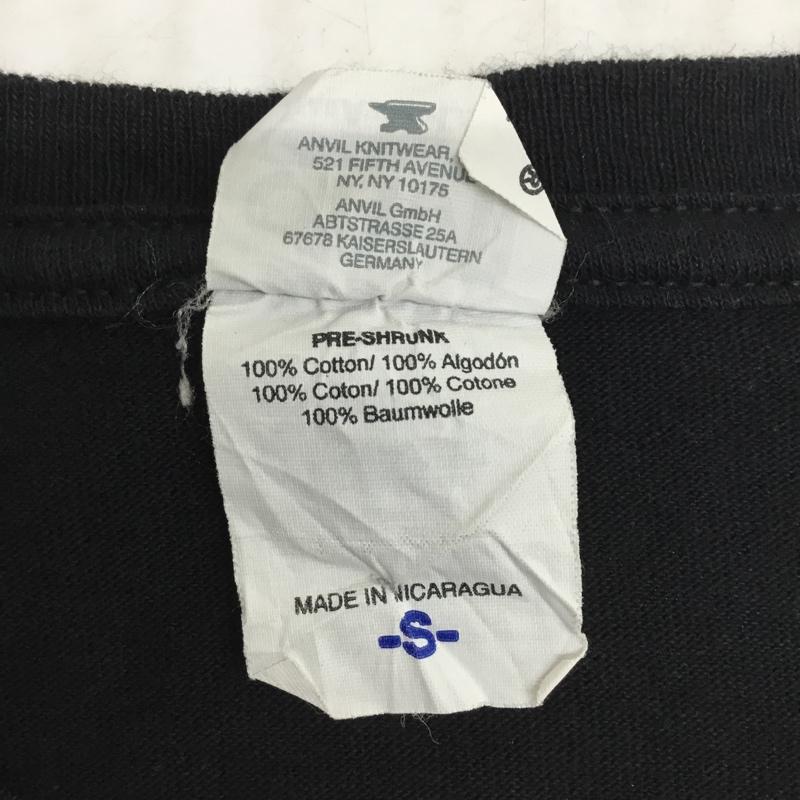 ANVIL KNITWEAR,
521 FIFTH AVENUE
NY, NY 10175
ANVIL GmbH
ABTSTRASSE 25A
67678 KAISERSLAUTERN
GERMANY
PRE-SHRUNK
100% Cotton/ 100% Algodón
100% Coton/ 100% Cotone
100% Baumwolle
MADE IN NICARAGUA
-S-